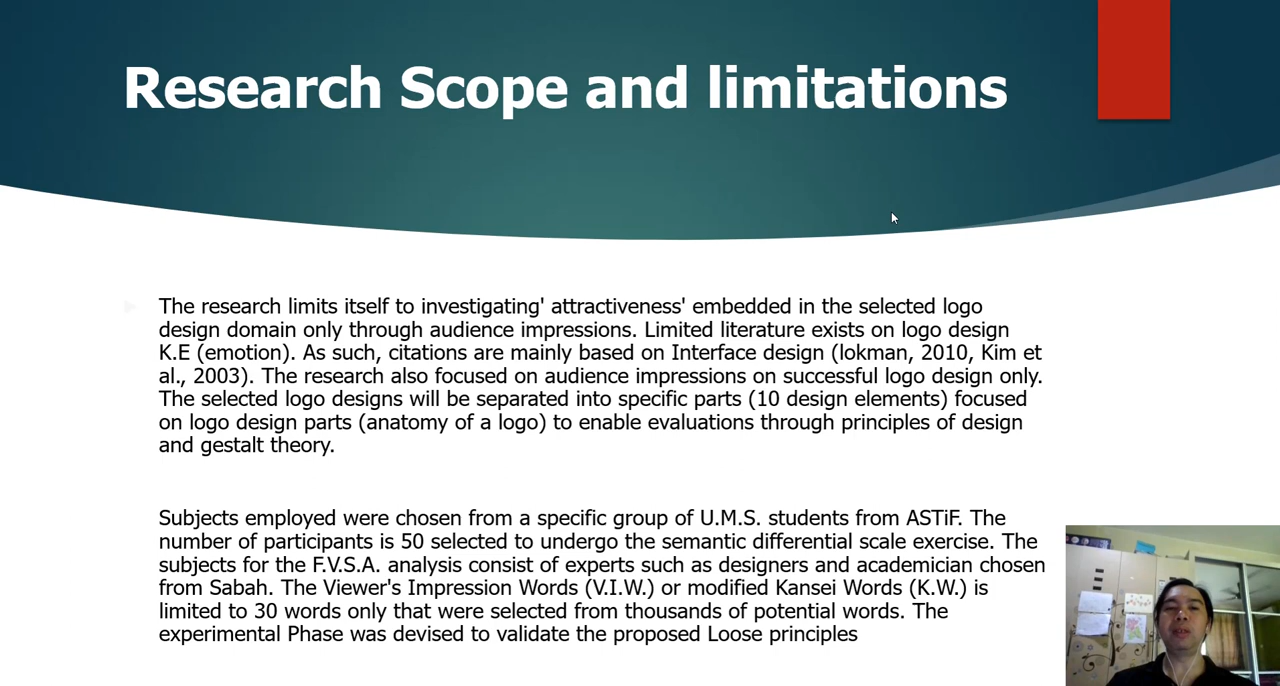 Research Scope and limitations
The research limits itself to investigating' attractiveness' embedded in the selected logo
design domain only through audience impressions. Limited literature exists on logo design
K.E (emotion). As such, citations are mainly based on Interface design (lokman, 2010, Kim et
al., 2003). The research also focused on audience impressions on successful logo design only.
The selected logo designs will be separated into specific parts (10 design elements) focused
on logo design parts (anatomy of a logo) to enable evaluations through principles of design
and gestalt theory.
Subjects employed were chosen from a specific group of U.M.S. students from ASTiF. The
number of participants is 50 selected to undergo the semantic differential scale exercise. The
subjects for the F.V.S.A. analysis consist of experts such as designers and academician chosen
from Sabah. The Viewer's Impression Words (V.I.W.) or modified Kansei Words (K.W.) is
limited to 30 words only that were selected from thousands of potential words. The
experimental Phase was devised to validate the proposed Loose principles